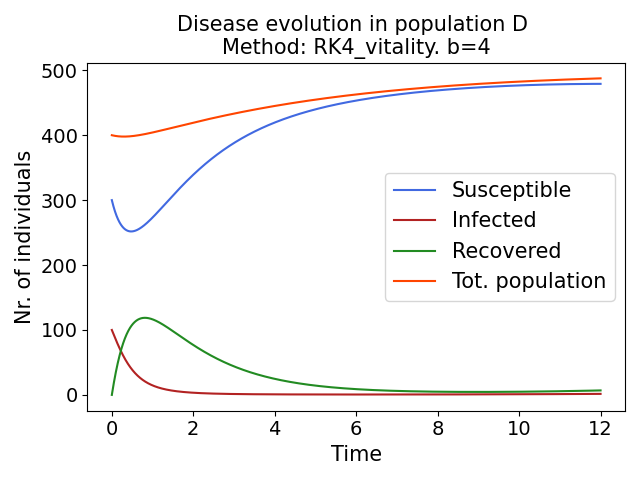 Disease evolution in population D
Method: RK4_vitality. b=4
Nr. of individuals
500
400
300
200
100
0
Susceptible
Infected
Recovered
Tot. population
0 2 4 6 8 10 12
Time